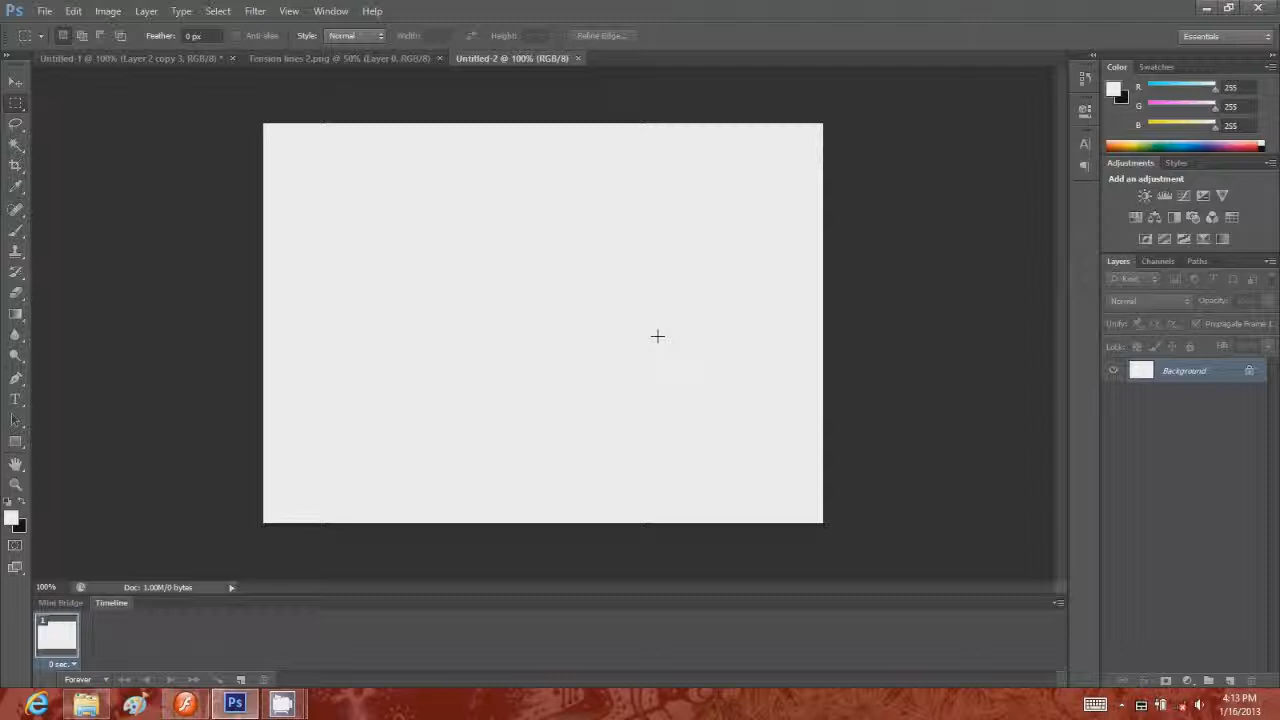 Ps File Edit Image Layer Type Select Filter View Window Help
Feather: 0 px Anti-alias Style: Normal Width: Height: Refine Edge... Essentials
Untitled-1 @ 100% (Layer 2 copy 3, RGB/8) * × Tension lines 2.png @ 50% (Layer 0, RGB/8) × Untitled-2 @ 100% (RGB/8) ×
Color Swatches
R 255
G 255
B 255
Adjustments Styles
Add an adjustment
Layers Channels Paths
Kind
Normal Opacity:
Unify: Propagate Frame 1
Lock: Fill:
Background
100% Doc: 1.00M/0 bytes
Mini Bridge Timeline
1
0 sec.
Forever
Ps
4:13 PM
1/16/2013